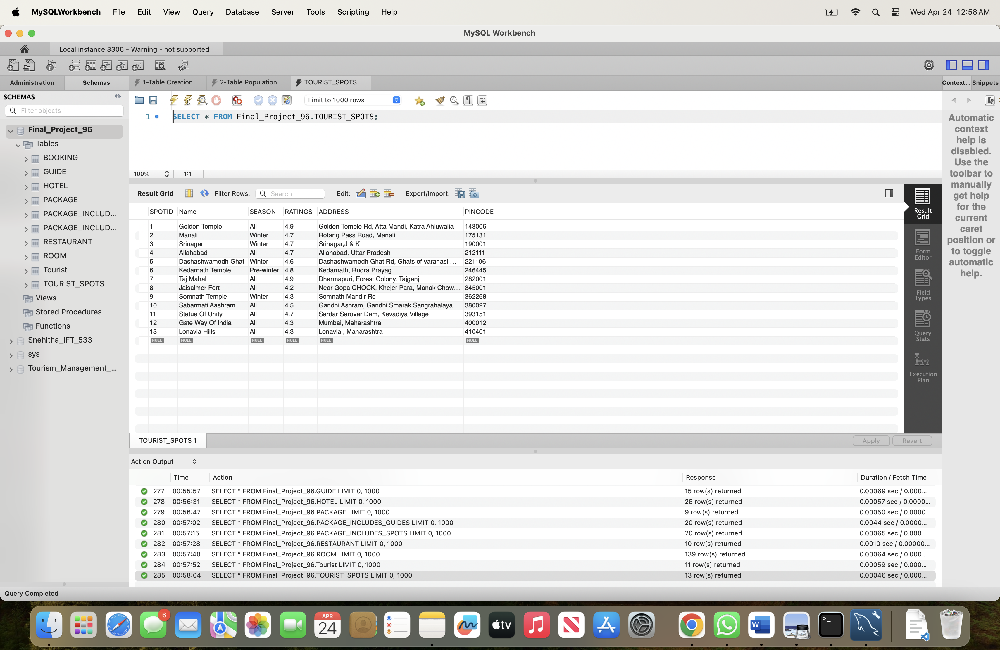 MySQLWorkbench File Edit View Query Database Server Tools Scripting Help Wed Apr 24 12:58 AM
MySQL Workbench
Local instance 3306 - Warning - not supported
Administration Schemas 1-Table Creation 2-Table Population TOURIST_SPOTS Context... Snippets
SCHEMAS
Filter objects
Limit to 1000 rows
1 SELECT * FROM Final_Project_96.TOURIST_SPOTS;
Final_Project_96
Tables
BOOKING
GUIDE
HOTEL
PACKAGE
PACKAGE_INCLUD...
PACKAGE_INCLUD...
RESTAURANT
ROOM
Tourist
TOURIST_SPOTS
Views
Stored Procedures
Functions
Snehitha_IFT_533
sys
Tourism_Management_...
100% 1:1
Result Grid Filter Rows: Search Edit: Export/Import:
SPOTID Name SEASON RATINGS ADDRESS PINCODE
1 Golden Temple All 4.9 Golden Temple Rd, Atta Mandi, Katra Ahluwalia 143006
2 Manali Winter 4.7 Rotang Pass Road, Manali 175131
3 Srinagar Winter 4.7 Srinagar,J & K 190001
4 Allahabad All 4.7 Allahabad, Uttar Pradesh 212111
5 Dashashwamedh Ghat Winter 4.6 Dashashwamedh Ghat Rd, Ghats of varanasi,... 221106
6 Kedarnath Temple Pre-winter 4.8 Kedarnath, Rudra Prayag 246445
7 Taj Mahal All 4.9 Dharmapuri, Forest Colony, Tajganj 282001
8 Jaisalmer Fort All 4.2 Near Gopa CHOCK, Khejer Para, Manak Chow... 345001
9 Somnath Temple Winter 4.3 Somnath Mandir Rd 362268
10 Sabarmati Aashram All 4.5 Gandhi Ashram, Gandhi Smarak Sangrahalaya 380027
11 Statue Of Unity All 4.7 Sardar Sarovar Dam, Kevadiya Village 393151
12 Gate Way Of India All 4.3 Mumbai, Maharashtra 400012
13 Lonavla Hills All 4.3 Lonavla , Maharashtra 410401
NULL NULL NULL NULL NULL NULL
Result
Grid
Form
Editor
Field
Types
Query
Stats
Execution
Plan
Automatic
context
help is
disabled.
Use the
toolbar to
manually
get help
for the
current
caret
position or
to toggle
automatic
help.
TOURIST_SPOTS 1 Apply Revert
Action Output
Time Action Response Duration / Fetch Time
277 00:55:57 SELECT * FROM Final_Project_96.GUIDE LIMIT 0, 1000 15 row(s) returned 0.00069 sec / 0.000...
278 00:56:31 SELECT * FROM Final_Project_96.HOTEL LIMIT 0, 1000 26 row(s) returned 0.00057 sec / 0.0000...
279 00:56:47 SELECT * FROM Final_Project_96.PACKAGE LIMIT 0, 1000 9 row(s) returned 0.00050 sec / 0.0000...
280 00:57:02 SELECT * FROM Final_Project_96.PACKAGE_INCLUDES_GUIDES LIMIT 0, 1000 20 row(s) returned 0.0044 sec / 0.0000...
281 00:57:15 SELECT * FROM Final_Project_96.PACKAGE_INCLUDES_SPOTS LIMIT 0, 1000 20 row(s) returned 0.00065 sec / 0.000...
282 00:57:28 SELECT * FROM Final_Project_96.RESTAURANT LIMIT 0, 1000 10 row(s) returned 0.0010 sec / 0.00000...
283 00:57:40 SELECT * FROM Final_Project_96.ROOM LIMIT 0, 1000 139 row(s) returned 0.00064 sec / 0.000...
284 00:57:52 SELECT * FROM Final_Project_96.Tourist LIMIT 0, 1000 11 row(s) returned 0.00059 sec / 0.000...
285 00:58:04 SELECT * FROM Final_Project_96.TOURIST_SPOTS LIMIT 0, 1000 13 row(s) returned 0.00046 sec / 0.000...
Query Completed
6
APR
24
tv
W